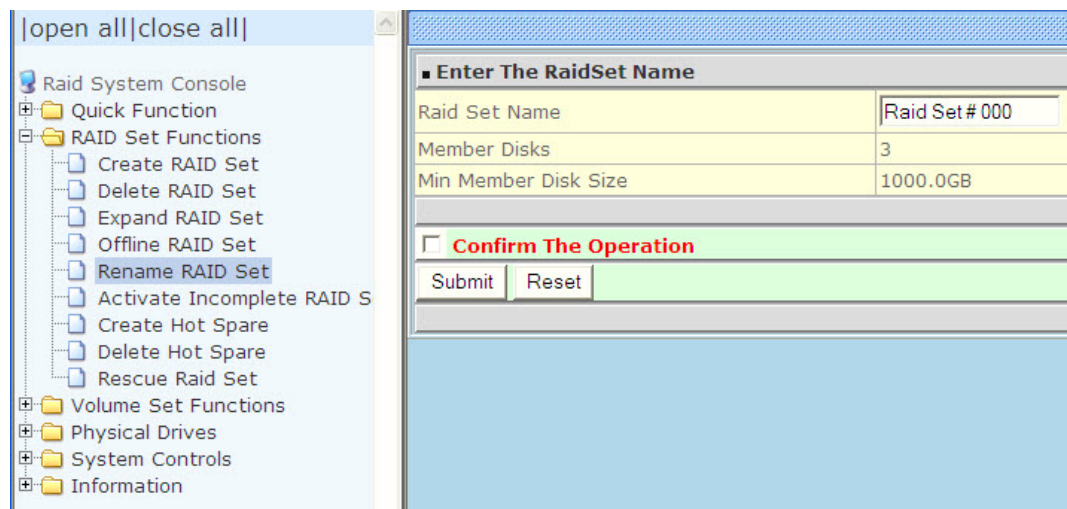 |open all|close all|
Raid System Console
Quick Function
RAID Set Functions
Create RAID Set
Delete RAID Set
Expand RAID Set
Offline RAID Set
Rename RAID Set
Activate Incomplete RAID S
Create Hot Spare
Delete Hot Spare
Rescue Raid Set
Volume Set Functions
Physical Drives
System Controls
Information
Enter The RaidSet Name
Raid Set Name Raid Set # 000
Member Disks 3
Min Member Disk Size 1000.0GB
Confirm The Operation
Submit Reset